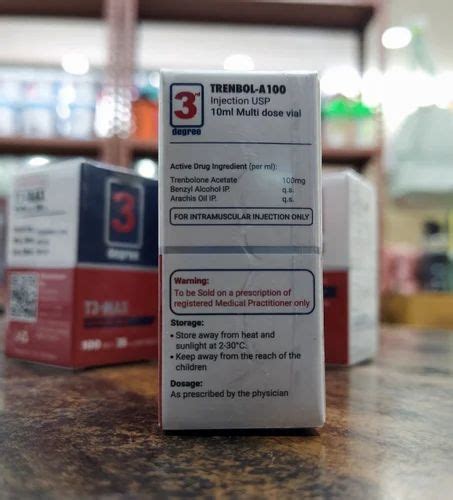 3rd
degree
TRENBOL-A100
Injection USP
10ml Multi dose vial
Active Drug Ingredient (per ml):
Trenbolone Acetate 100mg
Benzyl Alcohol IP. q.s.
Arachis Oil IP. q.s.
FOR INTRAMUSCULAR INJECTION ONLY
Warning:
To be Sold on a prescription of
registered Medical Practitioner only
Storage:
• Store away from heat and
sunlight at 2-30°C.
• Keep away from the reach of the
children
Dosage:
As prescribed by the physician
T3-MAX
3
degree
T3-MAX